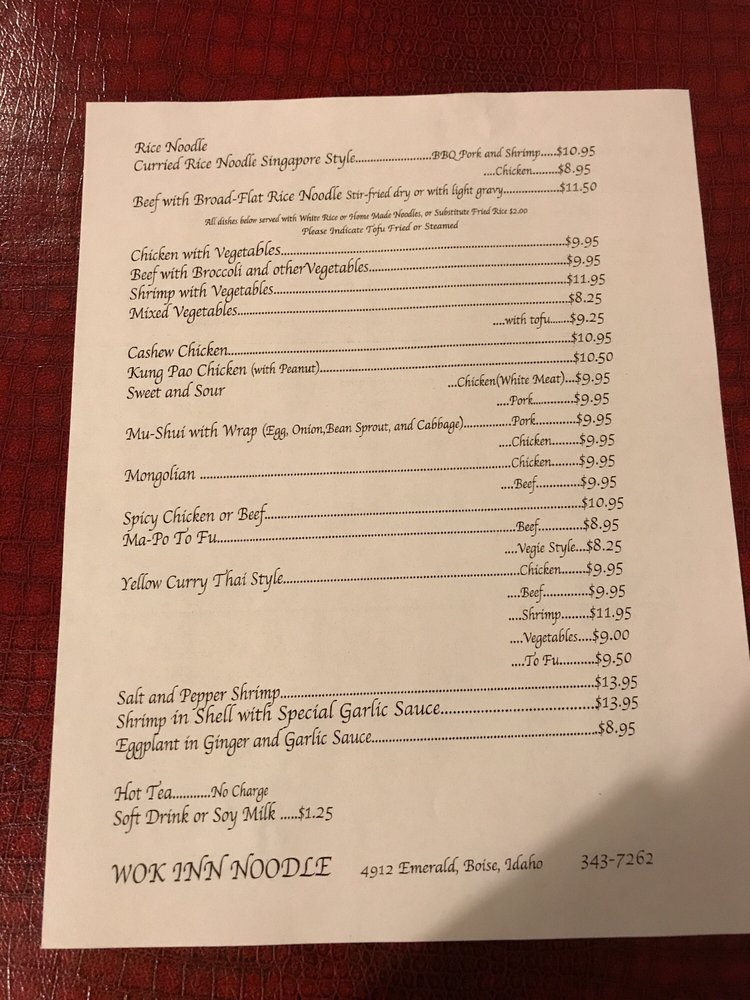 Rice Noodle
Curried Rice Noodle Singapore Style........................BBQ Pork and Shrimp.....$10.95
....Chicken........$8.95
Beef with Broad-Flat Rice Noodle Stir-fried dry or with light gravy...............$11.50
All dishes below served with White Rice or Home Made Noodles, or Substitute Fried Rice $2.00
Please Indicate Tofu Fried or Steamed
Chicken with Vegetables....................................................$9.95
Beef with Broccoli and otherVegetables....................................$9.95
Shrimp with Vegetables....................................................$11.95
Mixed Vegetables....................................................$8.25
....with tofu.......$9.25
Cashew Chicken....................................................$10.95
Kung Pao Chicken (with Peanut)............................................$10.50
Sweet and Sour ...Chicken(White Meat)...$9.95
....Pork............$9.95
Mu-Shui with Wrap (Egg, Onion,Bean Sprout, and Cabbage)..............Pork..........$9.95
....Chicken........$9.95
Mongolian ....................................................Chicken........$9.95
....Beef............$9.95
Spicy Chicken or Beef....................................................$10.95
Ma-Po To Fu....................................................Beef............$8.95
....Vegie Style...$8.25
Yellow Curry Thai Style............................................Chicken.......$9.95
....Beef............$9.95
....Shrimp........$11.95
....Vegetables....$9.00
....To Fu..........$9.50
Salt and Pepper Shrimp....................................................$13.95
Shrimp in Shell with Special Garlic Sauce....................................$13.95
Eggplant in Ginger and Garlic Sauce............................................$8.95
Hot Tea...........No Charge
Soft Drink or Soy Milk .....$1.25
WOK INN NOODLE 4912 Emerald, Boise, Idaho 343-7262